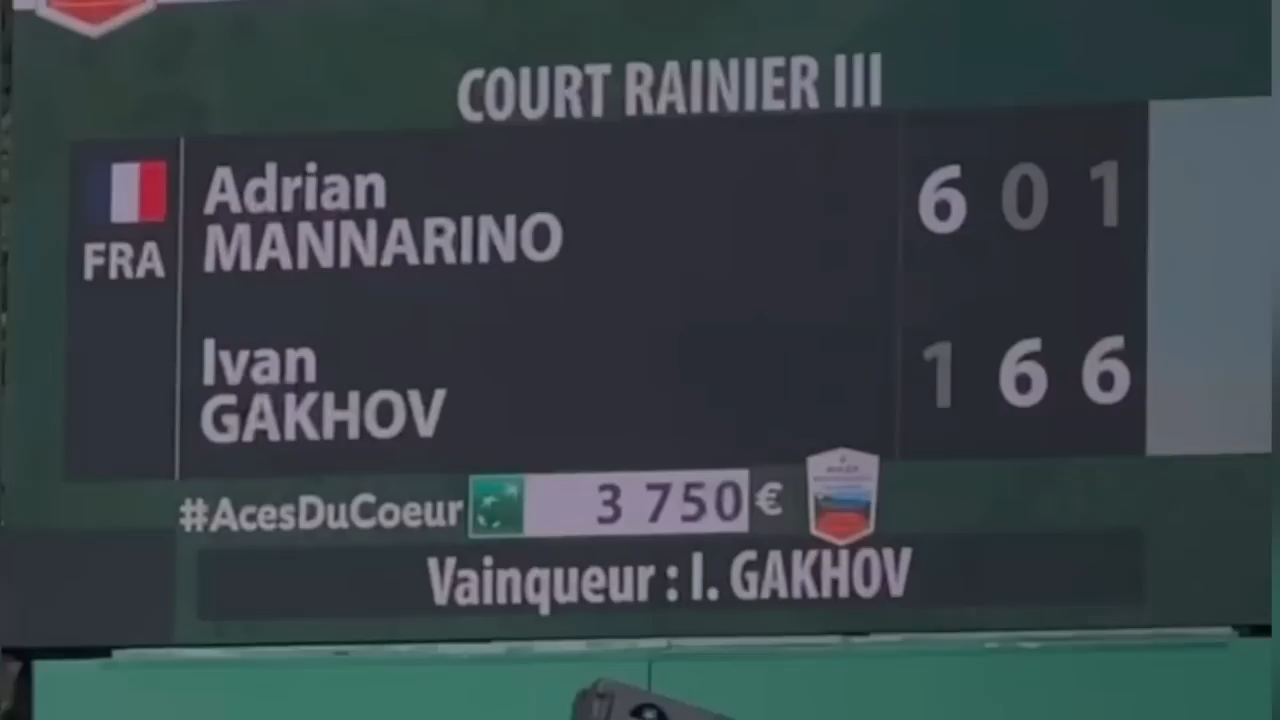 COURT RAINIER III
FRA
Adrian
MANNARINO
6 0 1
Ivan
GAKHOV
1 6 6
#AcesDuCoeur 3 750 €
Vainqueur : I. GAKHOV